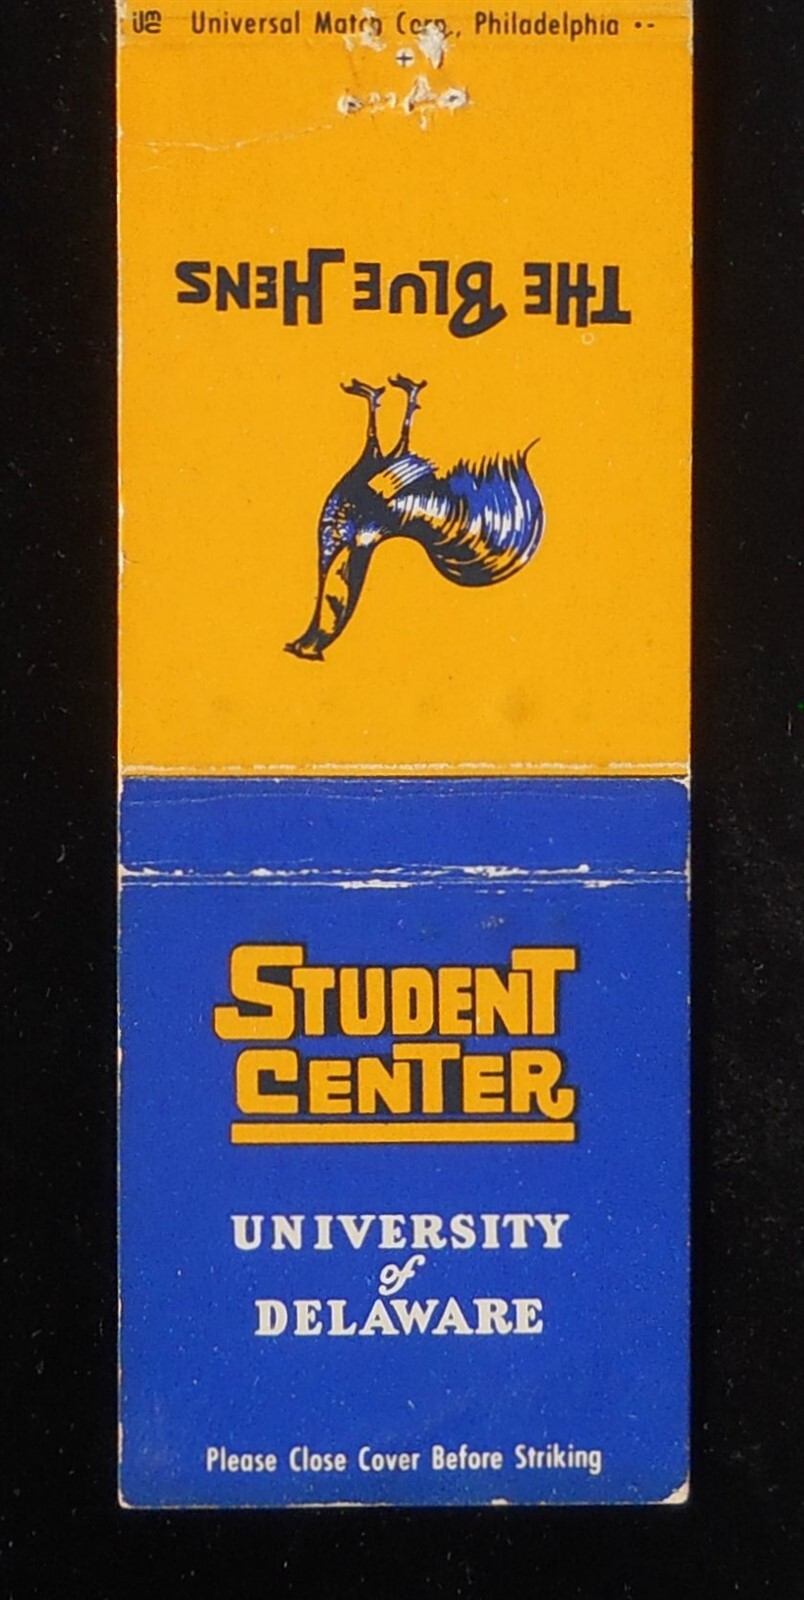 Universal Match Corp., Philadelphia
THE BLUE HENS
STUDENT
CENTER
UNIVERSITY
of
DELAWARE
Please Close Cover Before Striking